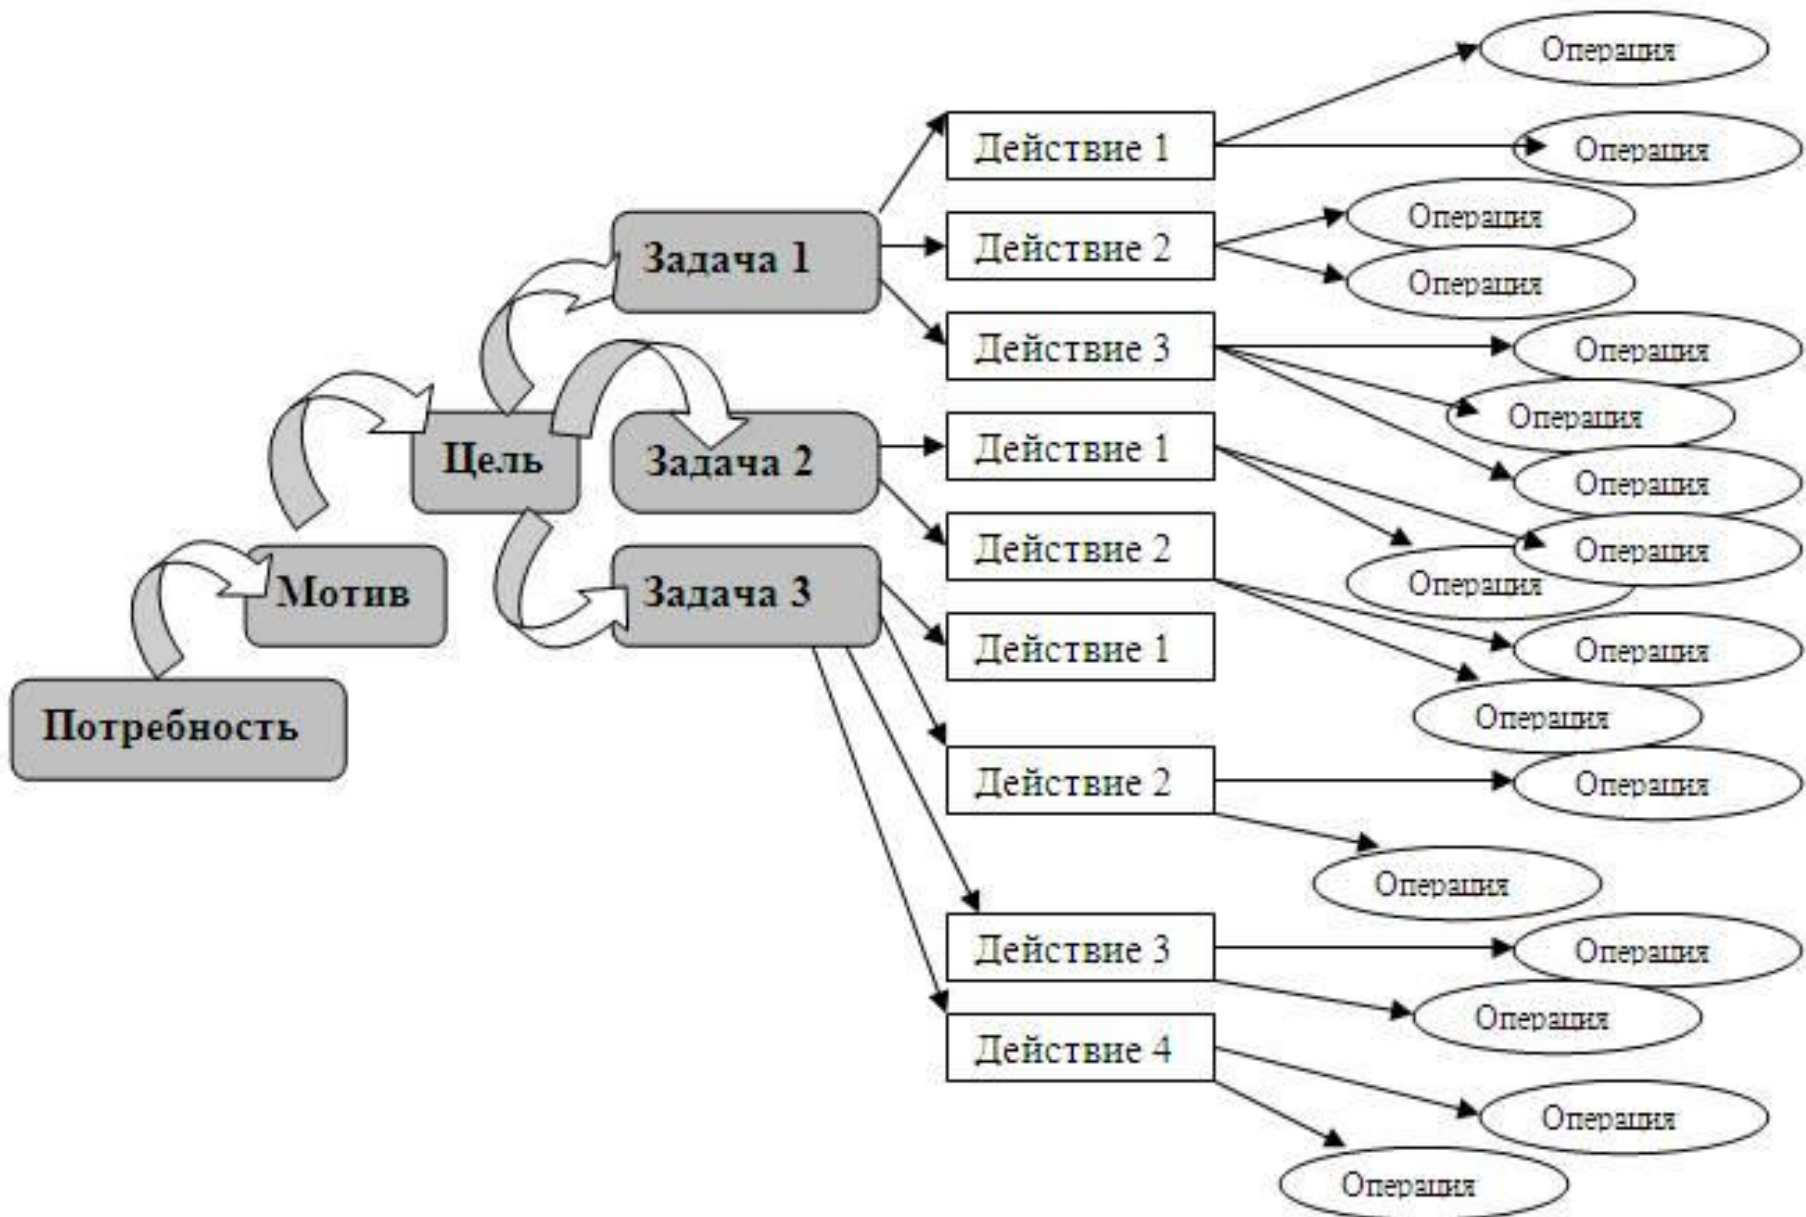 Операция
Действие 1
Операция
Операция
Задача 1
Действие 2
Операция
Действие 3
Операция
Операция
Цель
Задача 2
Действие 1
Операция
Действие 2
Операция
Операция
Мотив
Задача 3
Действие 1
Операция
Потребность
Операция
Действие 2
Операция
Операция
Действие 3
Операция
Операция
Действие 4
Операция
Операция